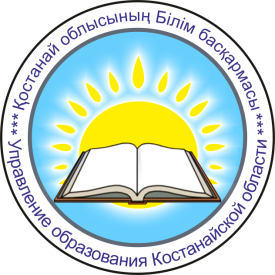 *** Қостанай облысының Білім басқармасы ***
Управление образования Костанайской области